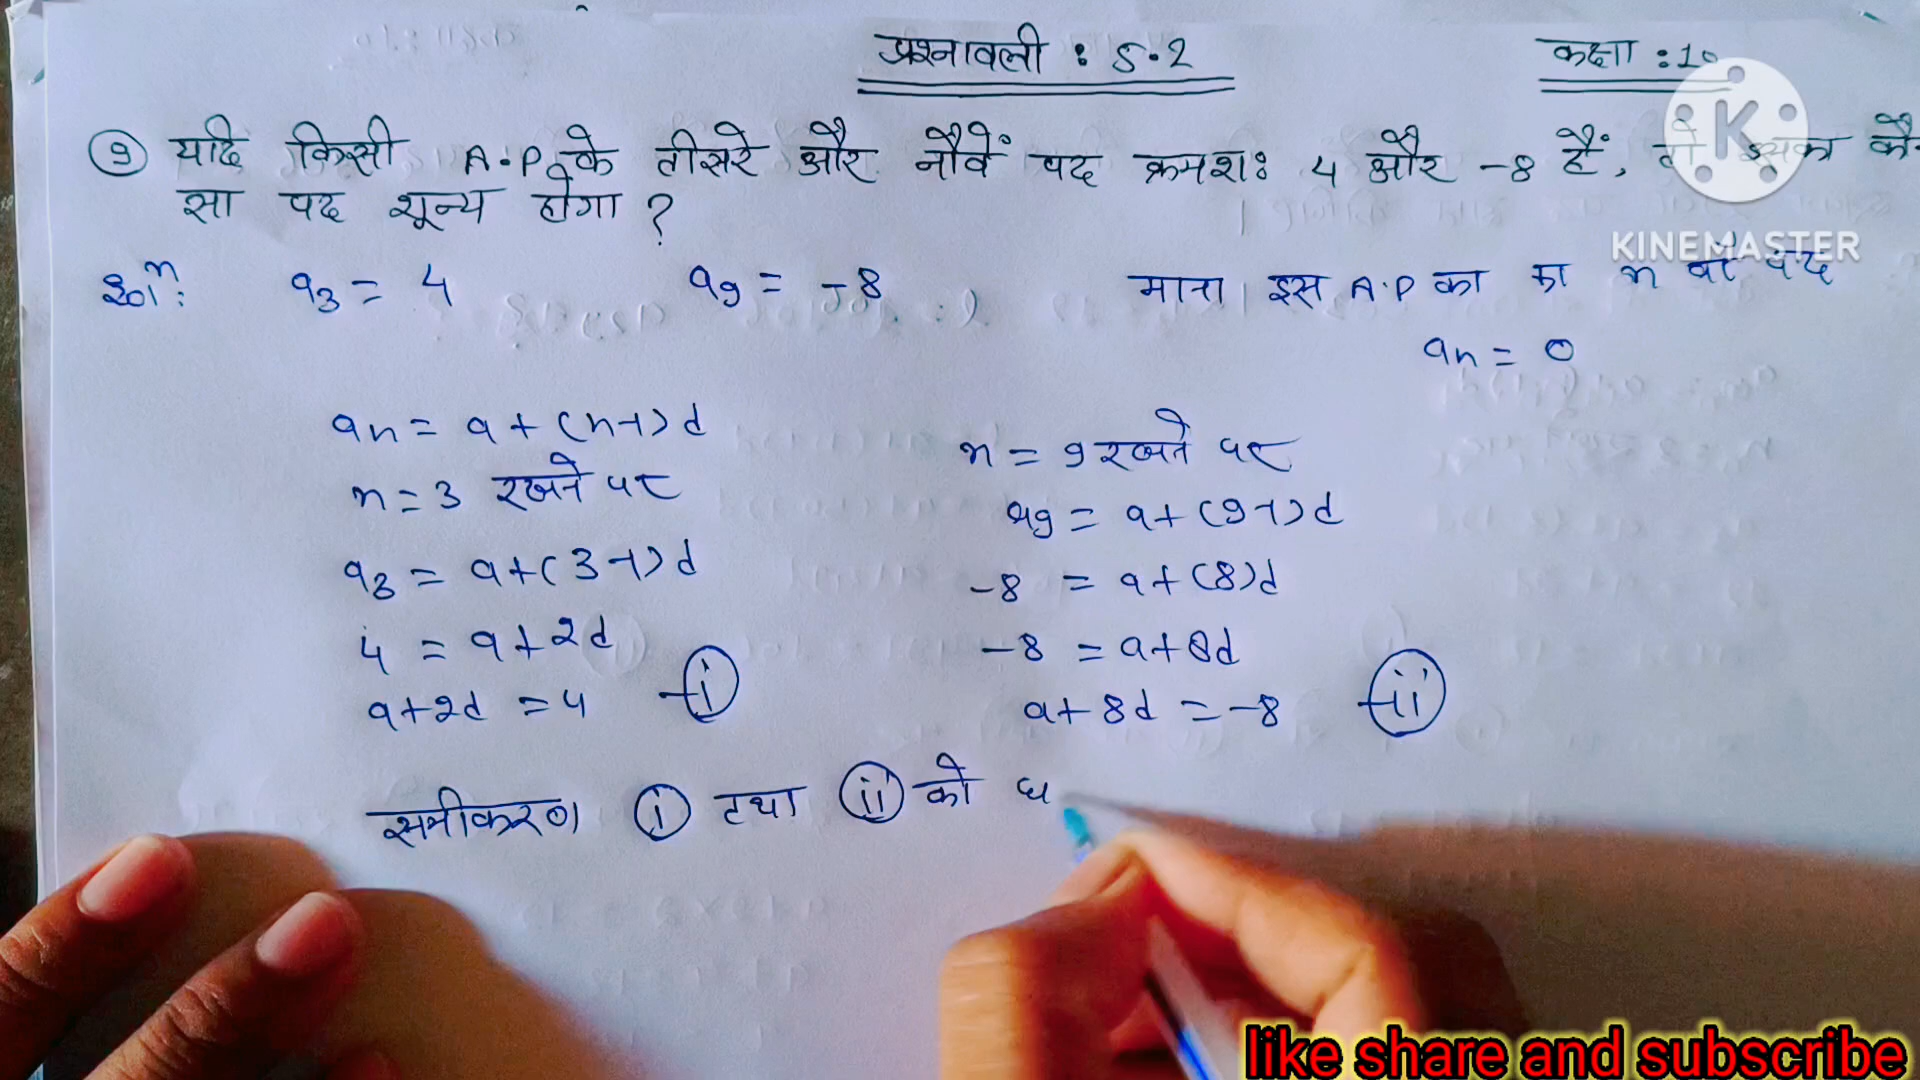 प्रश्नावली : 5.2
कक्षा : 10
⑨ यदि किसी A.P. के तीसरे और नौवें पद क्रमशः 4 और -8 हैं, तो इसका कौन
सा पद शून्य होगा ?
Solⁿ: a₃ = 4 a₉ = -8 माना इस A.P का का n वाँ पद
aₙ = 0
aₙ = a + (n-1)d
n = 3 रखने पर
a₃ = a+(3-1)d
4 = a+2d
a+2d = 4 -ⓘ
n = 9 रखने पर
a₉ = a+(9-1)d
-8 = a+(8)d
-8 = a+8d
a+8d = -8 -(ii)
समीकरण (i) तथा (ii) को घ
KINEMASTER
like share and subscribe